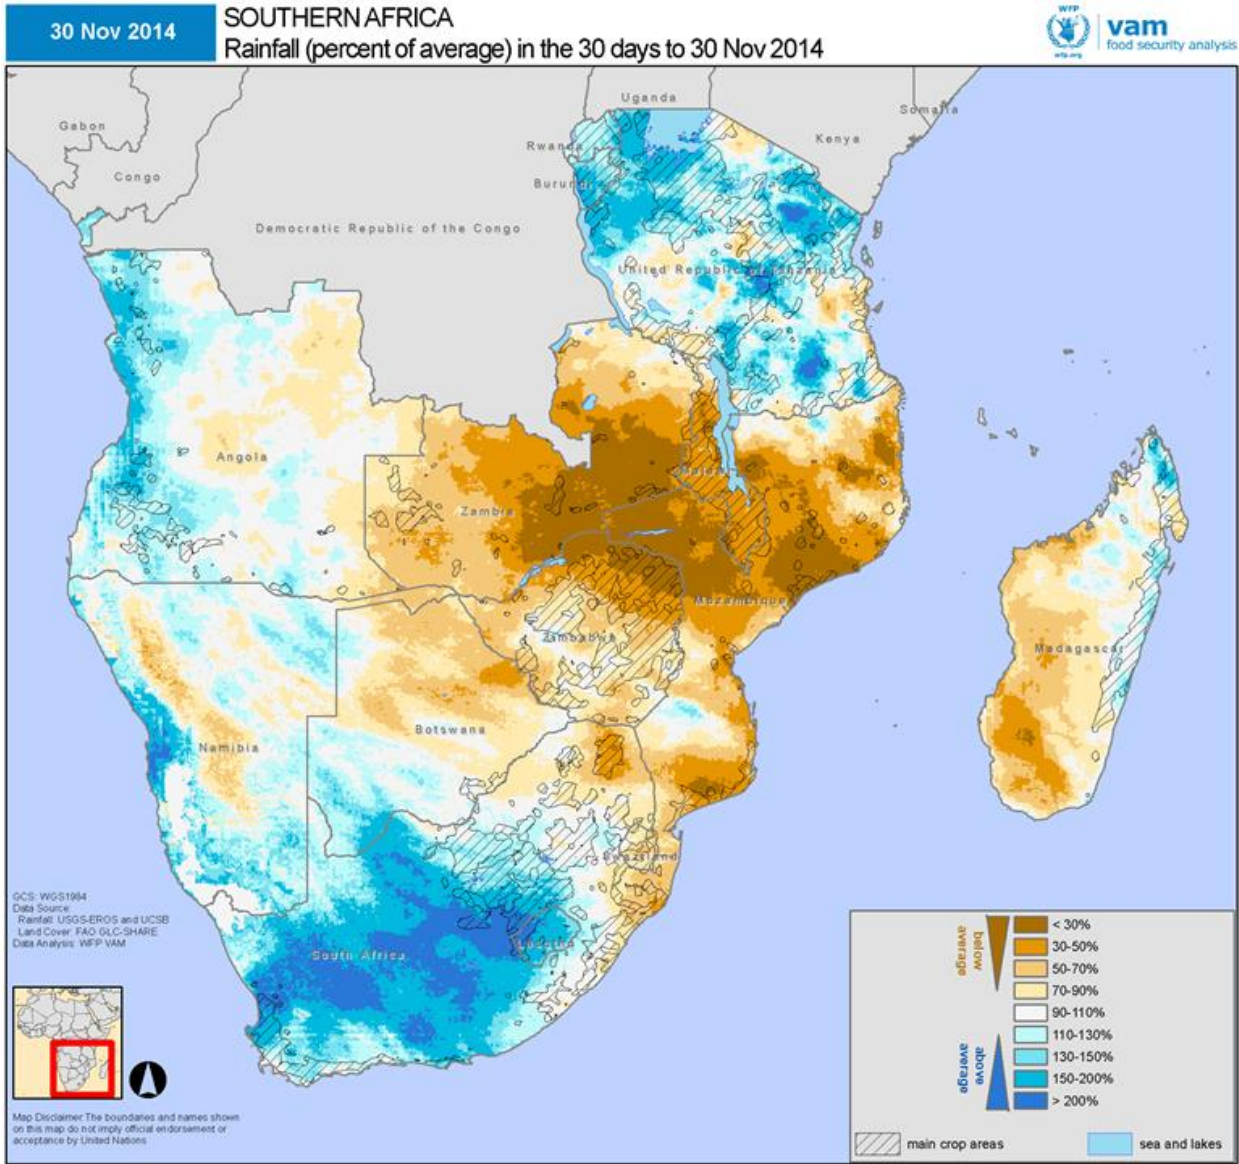 30 Nov 2014
SOUTHERN AFRICA
Rainfall (percent of average) in the 30 days to 30 Nov 2014
WFP
wfp.org
vam
food security analysis
Uganda
Somalia
Gabon
Kenya
Rwanda
Congo
Burundi
Democratic Republic of the Congo
United Republic of Tanzania
Angola
Malawi
Zambia
Mozambique
Zimbabwe
Madagascar
Botswana
Namibia
Swaziland
Lesotho
South Africa
GCS: WGS1984
Data Source:
Rainfall: USGS-EROS and UCSB
Land Cover: FAO GLC-SHARE
Data Analysis: WFP VAM
Map Disclaimer: The boundaries and names shown
on this map do not imply official endorsement or
acceptance by United Nations.
below
average
< 30%
30-50%
50-70%
70-90%
90-110%
110-130%
130-150%
150-200%
> 200%
above
average
main crop areas
sea and lakes